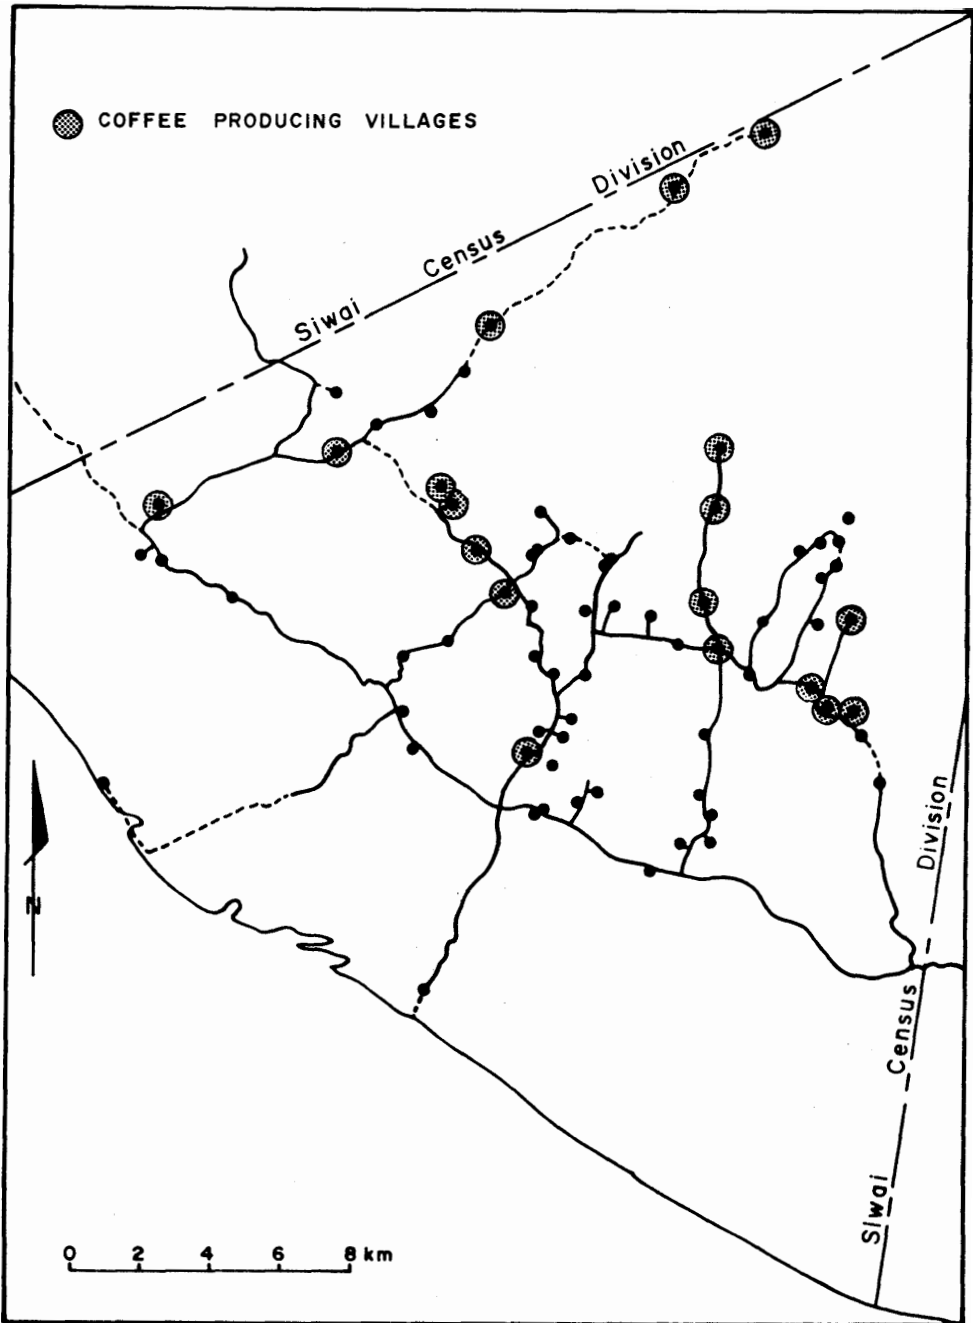 COFFEE PRODUCING VILLAGES
Siwai Census Division
N
Siwai Census Division
0 2 4 6 8 km